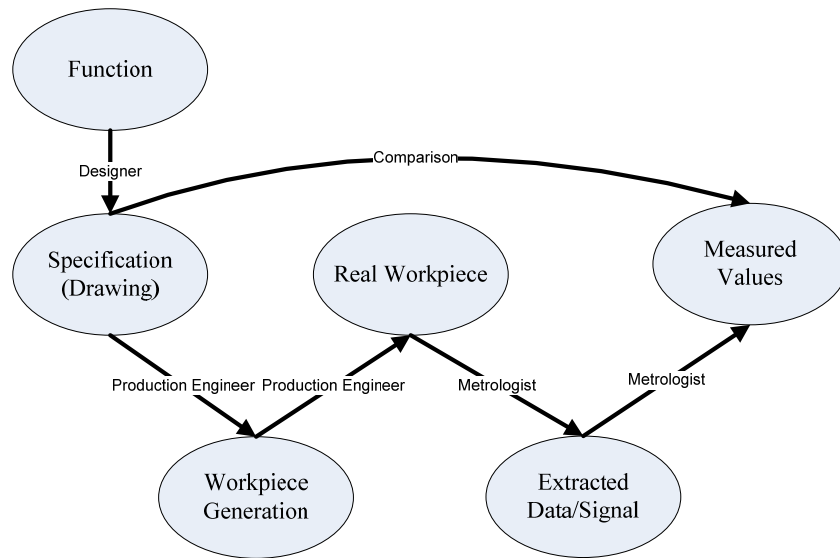 Function
Designer
Comparison
Specification
(Drawing)
Real Workpiece
Measured
Values
Production Engineer
Production Engineer
Metrologist
Metrologist
Workpiece
Generation
Extracted
Data/Signal